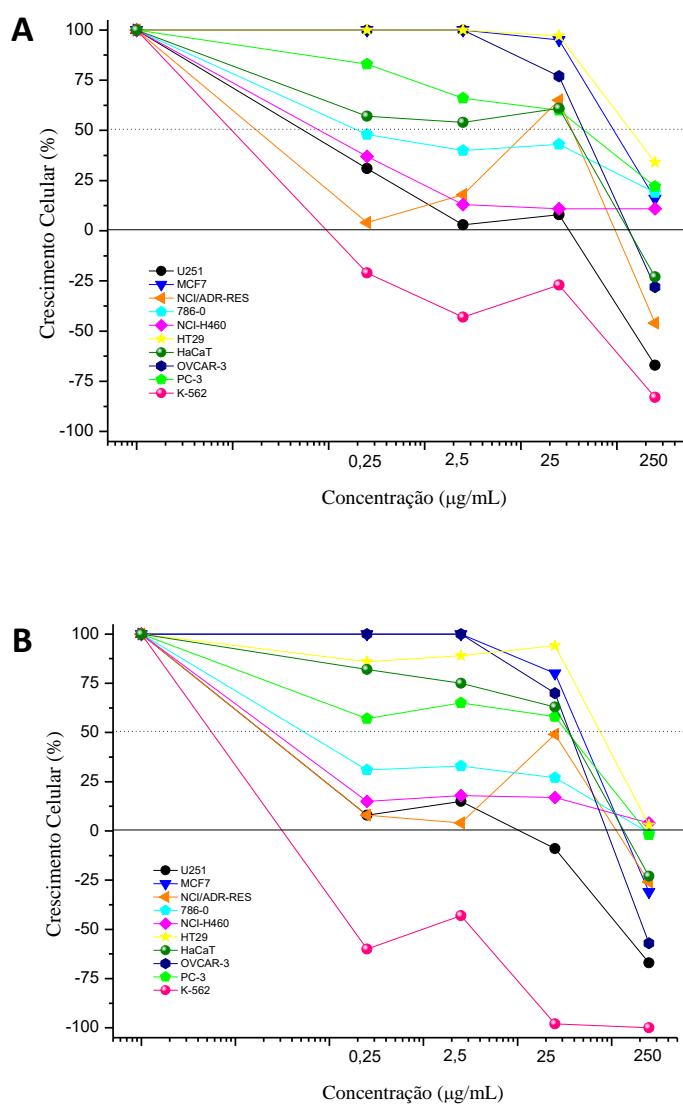 A
100
75
50
25
0
-25
-50
-75
-100
Crescimento Celular (%)
U251
MCF7
NCI/ADR-RES
786-0
NCI-H460
HT29
HaCaT
OVCAR-3
PC-3
K-562
0,25 2,5 25 250
Concentração (µg/mL)
B
100
75
50
25
0
-25
-50
-75
-100
Crescimento Celular (%)
U251
MCF7
NCI/ADR-RES
786-0
NCI-H460
HT29
HaCaT
OVCAR-3
PC-3
K-562
0,25 2,5 25 250
Concentração (µg/mL)